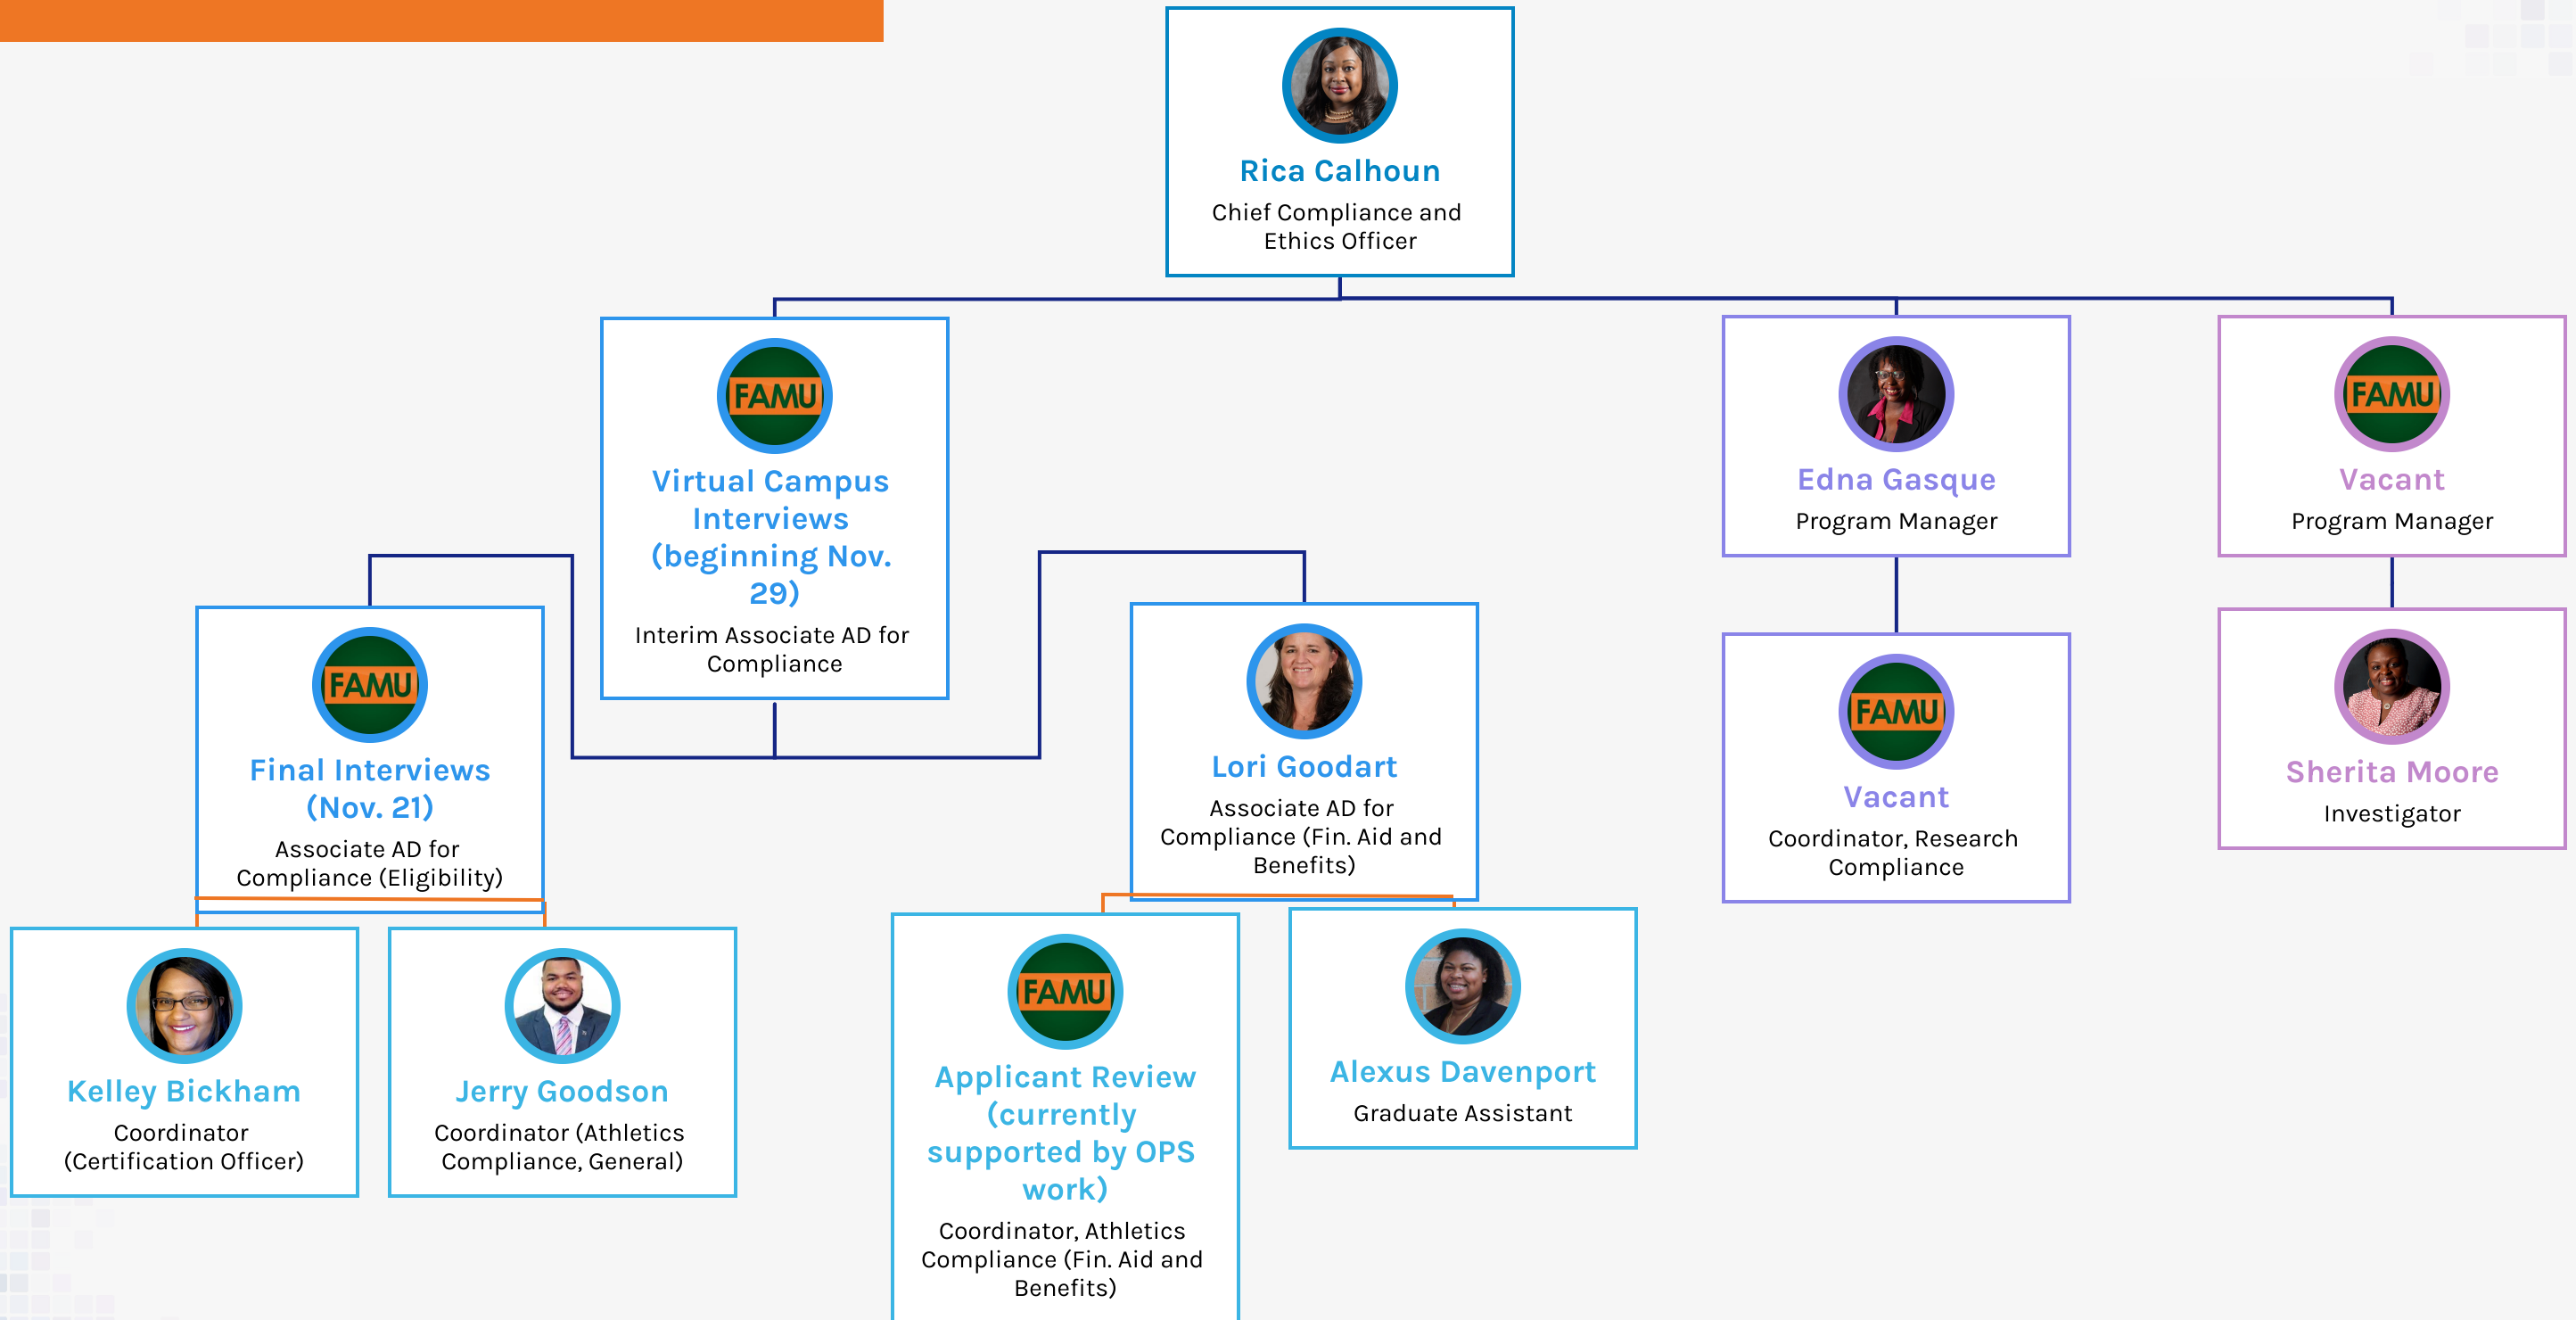 Rica Calhoun
Chief Compliance and
Ethics Officer
FAMU
Virtual Campus
Interviews
(beginning Nov.
29)
Interim Associate AD for
Compliance
Edna Gasque
Program Manager
FAMU
Vacant
Program Manager
FAMU
Final Interviews
(Nov. 21)
Associate AD for
Compliance (Eligibility)
Lori Goodart
Associate AD for
Compliance (Fin. Aid and
Benefits)
FAMU
Vacant
Coordinator, Research
Compliance
Sherita Moore
Investigator
Kelley Bickham
Coordinator
(Certification Officer)
Jerry Goodson
Coordinator (Athletics
Compliance, General)
FAMU
Applicant Review
(currently
supported by OPS
work)
Coordinator, Athletics
Compliance (Fin. Aid and
Benefits)
Alexus Davenport
Graduate Assistant